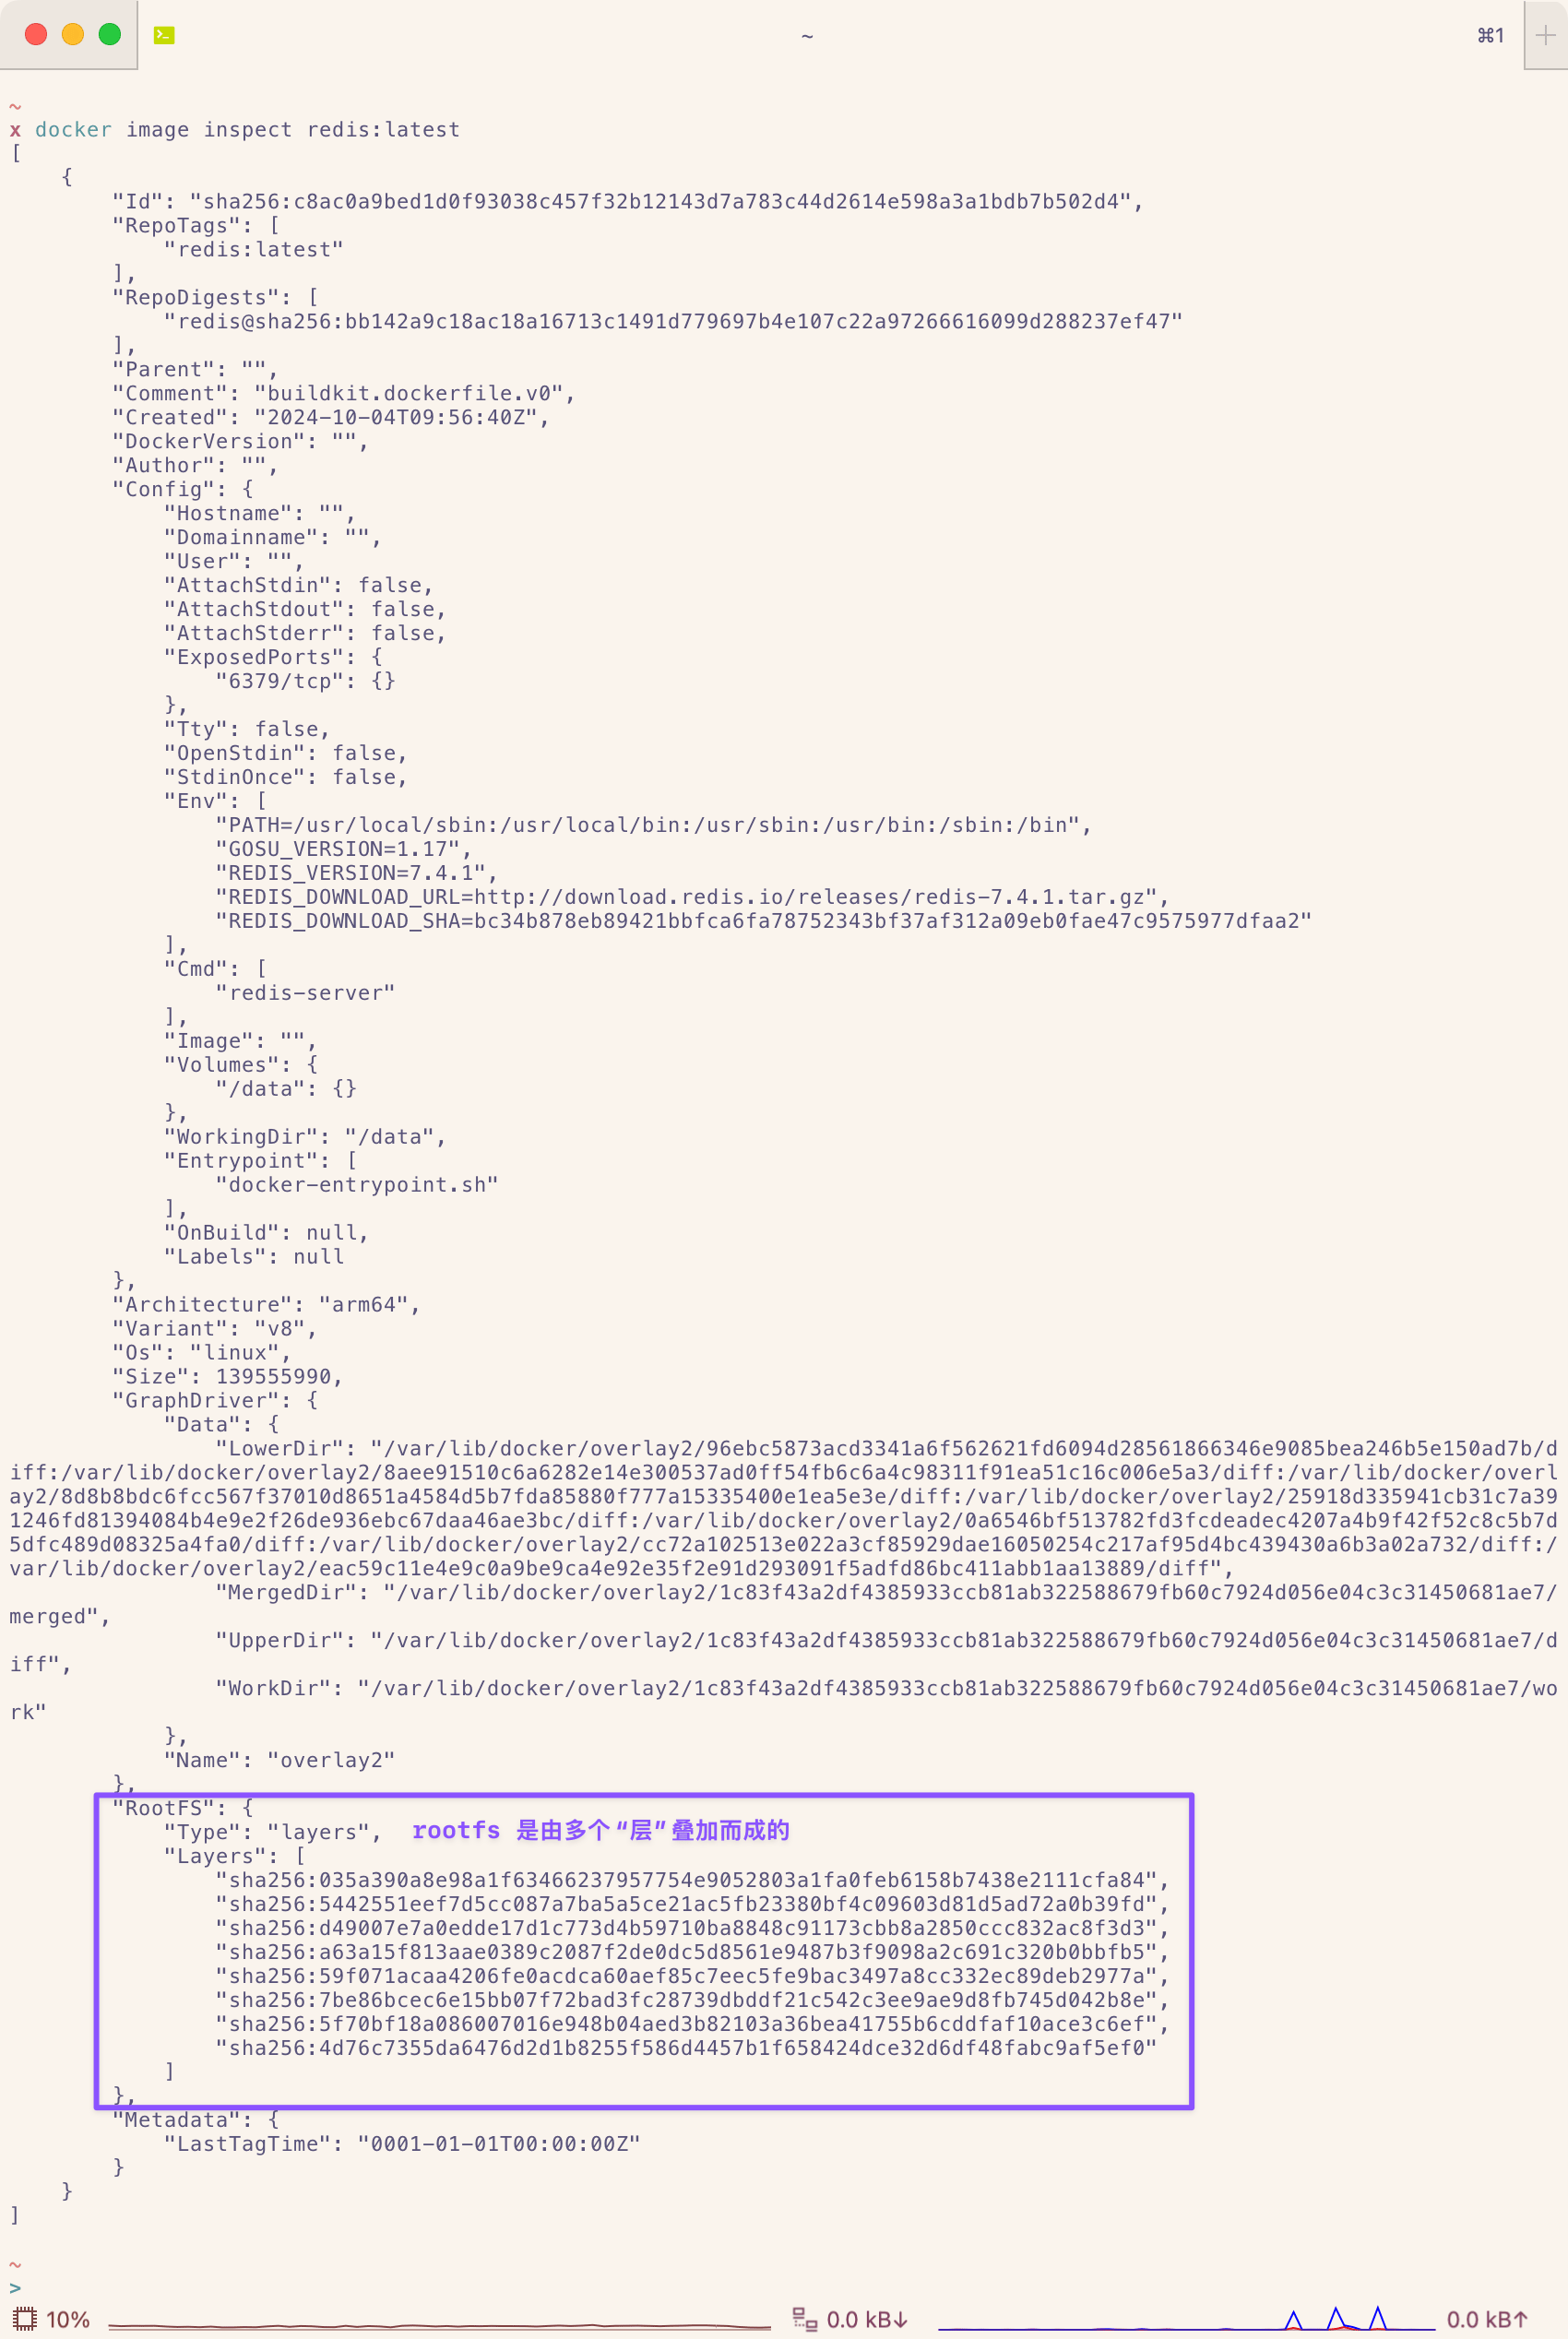 ~
⌘1
~
x docker image inspect redis:latest
[
    {
        "Id": "sha256:c8ac0a9bed1d0f93038c457f32b12143d7a783c44d2614e598a3a1bdb7b502d4",
        "RepoTags": [
            "redis:latest"
        ],
        "RepoDigests": [
            "redis@sha256:bb142a9c18ac18a16713c1491d779697b4e107c22a97266616099d288237ef47"
        ],
        "Parent": "",
        "Comment": "buildkit.dockerfile.v0",
        "Created": "2024-10-04T09:56:40Z",
        "DockerVersion": "",
        "Author": "",
        "Config": {
            "Hostname": "",
            "Domainname": "",
            "User": "",
            "AttachStdin": false,
            "AttachStdout": false,
            "AttachStderr": false,
            "ExposedPorts": {
                "6379/tcp": {}
            },
            "Tty": false,
            "OpenStdin": false,
            "StdinOnce": false,
            "Env": [
                "PATH=/usr/local/sbin:/usr/local/bin:/usr/sbin:/usr/bin:/sbin:/bin",
                "GOSU_VERSION=1.17",
                "REDIS_VERSION=7.4.1",
                "REDIS_DOWNLOAD_URL=http://download.redis.io/releases/redis-7.4.1.tar.gz",
                "REDIS_DOWNLOAD_SHA=bc34b878eb89421bbfca6fa78752343bf37af312a09eb0fae47c9575977dfaa2"
            ],
            "Cmd": [
                "redis-server"
            ],
            "Image": "",
            "Volumes": {
                "/data": {}
            },
            "WorkingDir": "/data",
            "Entrypoint": [
                "docker-entrypoint.sh"
            ],
            "OnBuild": null,
            "Labels": null
        },
        "Architecture": "arm64",
        "Variant": "v8",
        "Os": "linux",
        "Size": 139555990,
        "GraphDriver": {
            "Data": {
                "LowerDir": "/var/lib/docker/overlay2/96ebc5873acd3341a6f562621fd6094d28561866346e9085bea246b5e150ad7b/d
iff:/var/lib/docker/overlay2/8aee91510c6a6282e14e300537ad0ff54fb6c6a4c98311f91ea51c16c006e5a3/diff:/var/lib/docker/overl
ay2/8d8b8bdc6fcc567f37010d8651a4584d5b7fda85880f777a15335400e1ea5e3e/diff:/var/lib/docker/overlay2/25918d335941cb31c7a39
1246fd81394084b4e9e2f26de936ebc67daa46ae3bc/diff:/var/lib/docker/overlay2/0a6546bf513782fd3fcdeadec4207a4b9f42f52c8c5b7d
5dfc489d08325a4fa0/diff:/var/lib/docker/overlay2/cc72a102513e022a3cf85929dae16050254c217af95d4bc439430a6b3a02a732/diff:/
var/lib/docker/overlay2/eac59c11e4e9c0a9be9ca4e92e35f2e91d293091f5adfd86bc411abb1aa13889/diff",
                "MergedDir": "/var/lib/docker/overlay2/1c83f43a2df4385933ccb81ab322588679fb60c7924d056e04c3c31450681ae7/
merged",
                "UpperDir": "/var/lib/docker/overlay2/1c83f43a2df4385933ccb81ab322588679fb60c7924d056e04c3c31450681ae7/d
iff",
                "WorkDir": "/var/lib/docker/overlay2/1c83f43a2df4385933ccb81ab322588679fb60c7924d056e04c3c31450681ae7/wo
rk"
            },
            "Name": "overlay2"
        },
        "RootFS": {
            "Type": "layers",  rootfs 是由多个“层”叠加而成的
            "Layers": [
                "sha256:035a390a8e98a1f63466237957754e9052803a1fa0feb6158b7438e2111cfa84",
                "sha256:5442551eef7d5cc087a7ba5a5ce21ac5fb23380bf4c09603d81d5ad72a0b39fd",
                "sha256:d49007e7a0edde17d1c773d4b59710ba8848c91173cbb8a2850ccc832ac8f3d3",
                "sha256:a63a15f813aae0389c2087f2de0dc5d8561e9487b3f9098a2c691c320b0bbfb5",
                "sha256:59f071acaa4206fe0acdca60aef85c7eec5fe9bac3497a8cc332ec89deb2977a",
                "sha256:7be86bcec6e15bb07f72bad3fc28739dbddf21c542c3ee9ae9d8fb745d042b8e",
                "sha256:5f70bf18a086007016e948b04aed3b82103a36bea41755b6cddfaf10ace3c6ef",
                "sha256:4d76c7355da6476d2d1b8255f586d4457b1f658424dce32d6df48fabc9af5ef0"
            ]
        },
        "Metadata": {
            "LastTagTime": "0001-01-01T00:00:00Z"
        }
    }
]
~
>
10%
0.0 kB↓
0.0 kB↑